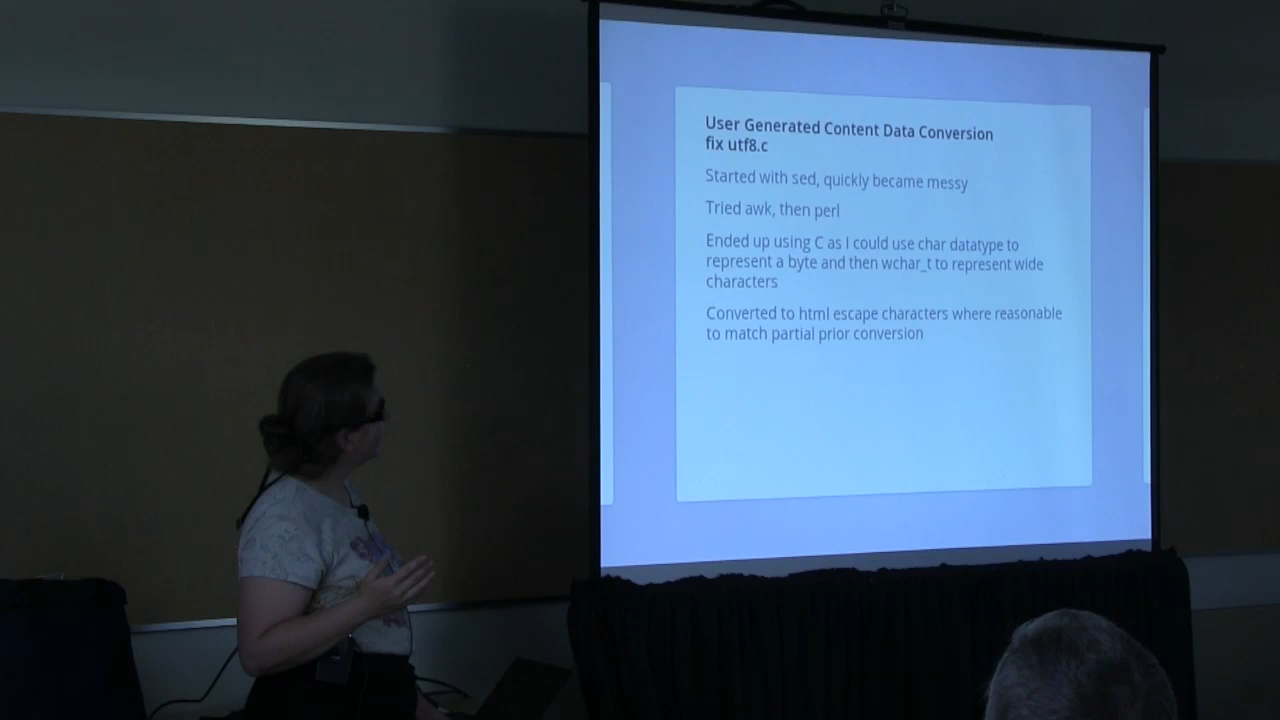 User Generated Content Data Conversion
fix utf8.c
Started with sed, quickly became messy
Tried awk, then perl
Ended up using C as I could use char datatype to
represent a byte and then wchar_t to represent wide
characters
Converted to html escape characters where reasonable
to match partial prior conversion